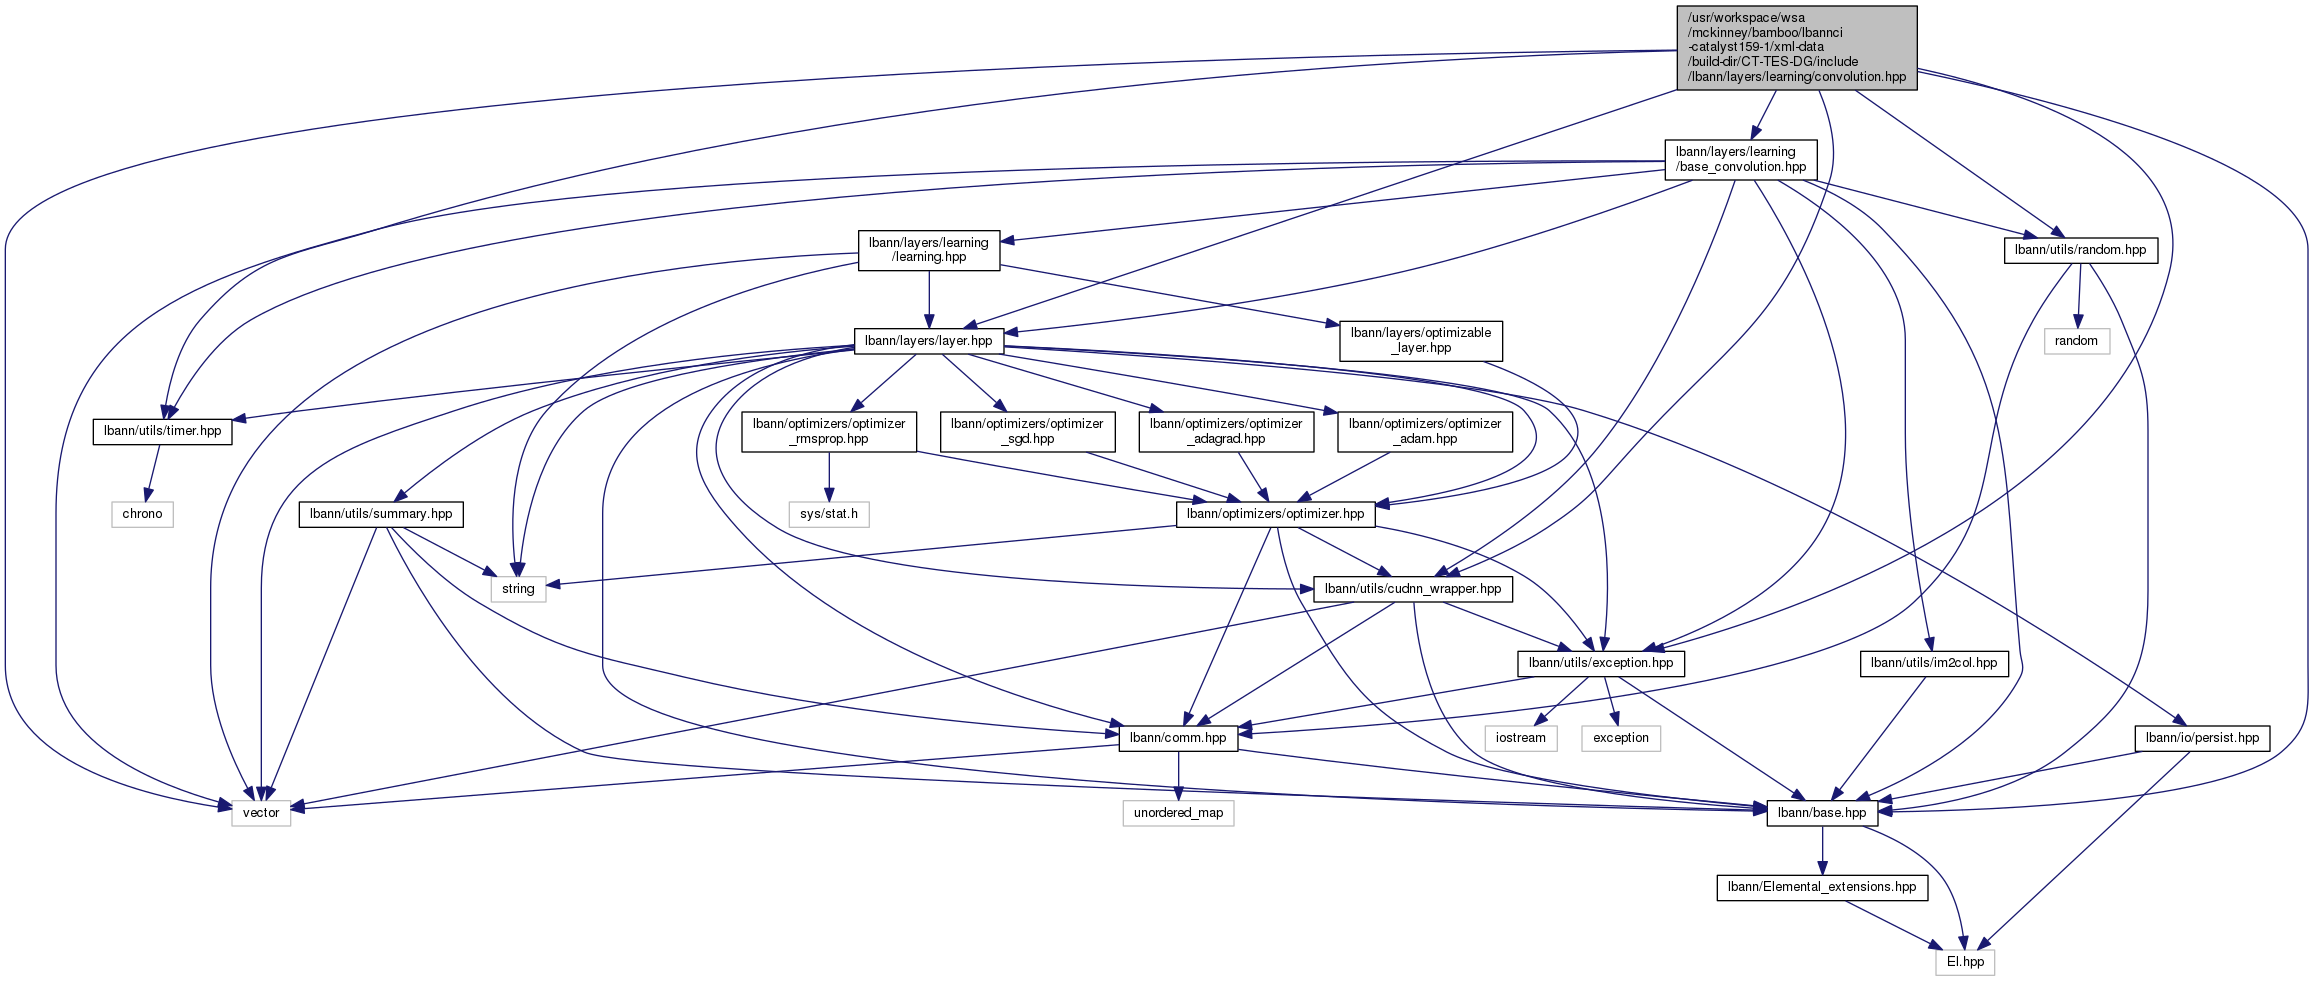 /usr/workspace/wsa
/mckinney/bamboo/lbannci
-catalyst159-1/xml-data
/build-dir/CT-TES-DG/include
/lbann/layers/learning/convolution.hpp
lbann/layers/learning
/base_convolution.hpp
lbann/layers/learning
/learning.hpp
lbann/utils/random.hpp
lbann/layers/layer.hpp
lbann/layers/optimizable
_layer.hpp
random
lbann/utils/timer.hpp
lbann/optimizers/optimizer
_rmsprop.hpp
lbann/optimizers/optimizer
_sgd.hpp
lbann/optimizers/optimizer
_adagrad.hpp
lbann/optimizers/optimizer
_adam.hpp
chrono
lbann/utils/summary.hpp
sys/stat.h
lbann/optimizers/optimizer.hpp
string
lbann/utils/cudnn_wrapper.hpp
lbann/utils/exception.hpp
lbann/utils/im2col.hpp
lbann/comm.hpp
iostream
exception
lbann/io/persist.hpp
vector
unordered_map
lbann/base.hpp
lbann/Elemental_extensions.hpp
El.hpp